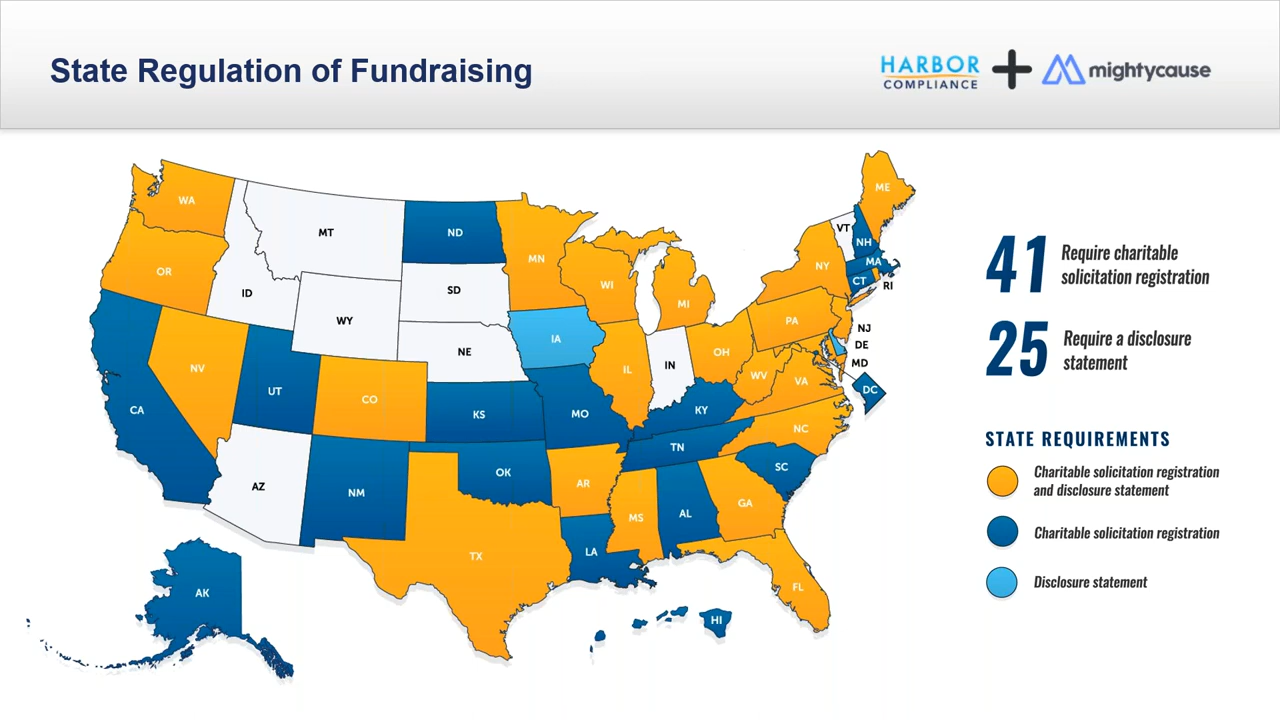 State Regulation of Fundraising
HARBOR
COMPLIANCE
mightycause
WA
MT
ND
MN
ME
VT
NH
OR
ID
SD
WI
NY
MA
CT
RI
WY
MI
NE
IA
PA
NJ
DE
MD
NV
UT
CO
IL
IN
OH
WV
VA
DC
CA
KS
MO
KY
NC
AZ
NM
OK
AR
TN
SC
MS
AL
GA
TX
LA
FL
AK
HI
41
Require charitable
solicitation registration
25
Require a disclosure
statement
STATE REQUIREMENTS
Charitable solicitation registration
and disclosure statement
Charitable solicitation registration
Disclosure statement